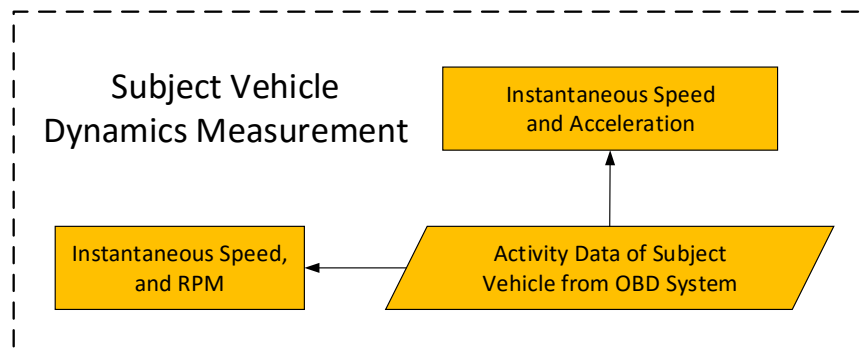 Subject Vehicle
Dynamics Measurement
Instantaneous Speed
and Acceleration
Instantaneous Speed,
and RPM
Activity Data of Subject
Vehicle from OBD System